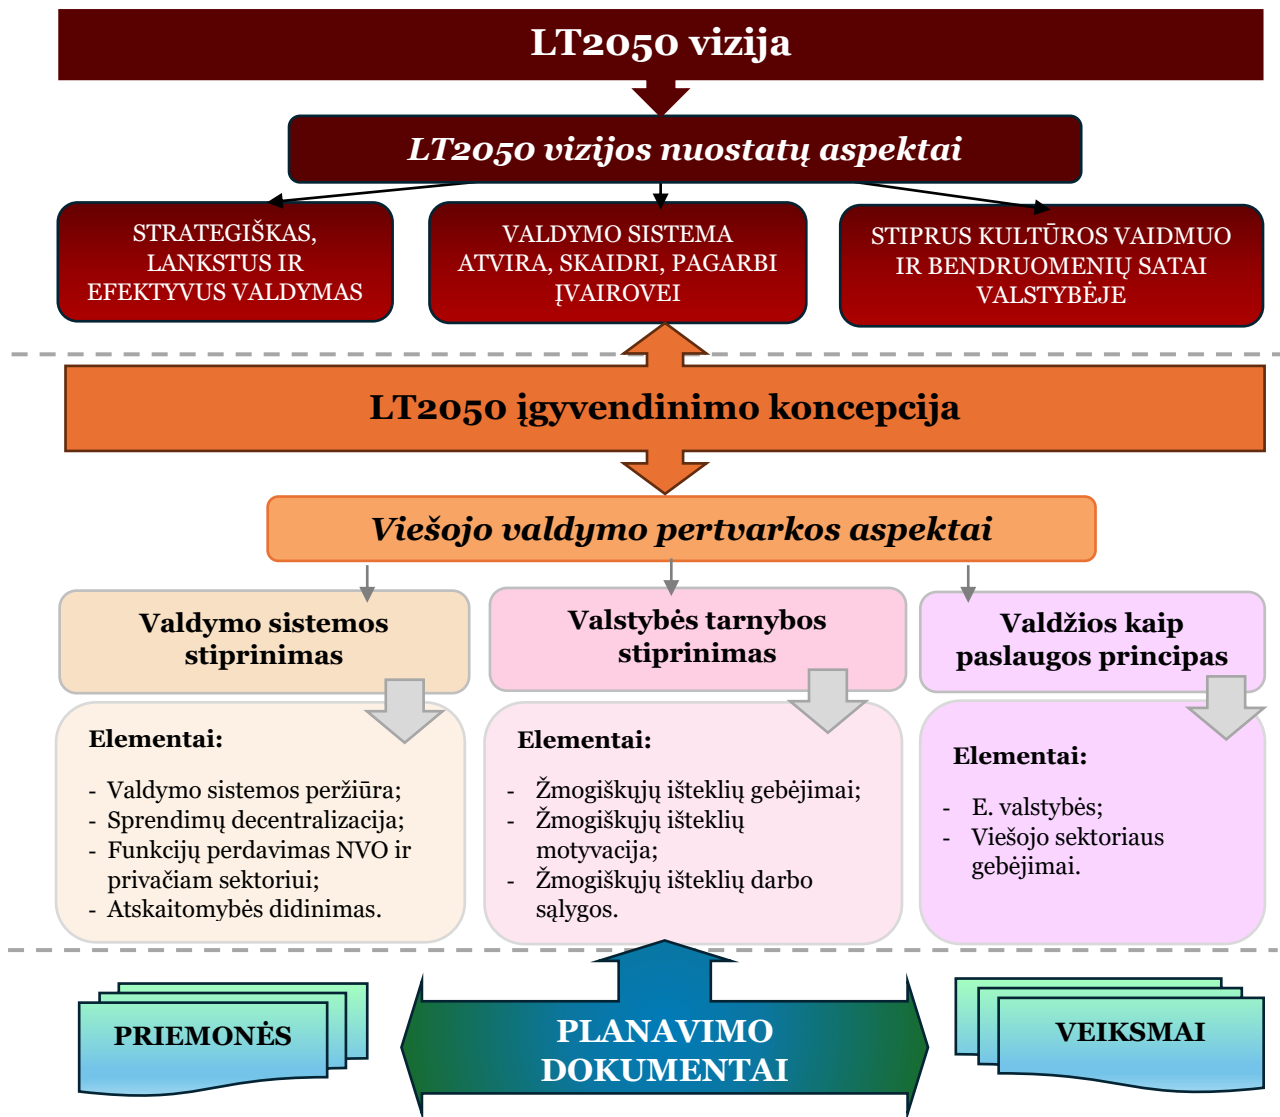 LT2050 vizija
LT2050 vizijos nuostatų aspektai
STRATEGIŠKAS,
LANKSTUS IR
EFEKTYVUS VALDYMAS
VALDYMO SISTEMA
ATVIRA, SKAIDRI, PAGARBI
ĮVAIROVEI
STIPRUS KULTŪROS VAIDMUO
IR BENDRUOMENIŲ SATAI
VALSTYBĖJE
LT2050 įgyvendinimo koncepcija
Viešojo valdymo pertvarkos aspektai
Valdymo sistemos
stiprinimas
Elementai:
- Valdymo sistemos peržiūra;
- Sprendimų decentralizacija;
- Funkcijų perdavimas NVO ir
privačiam sektoriui;
- Atskaitomybės didinimas.
Valstybės tarnybos
stiprinimas
Elementai:
- Žmogiškųjų išteklių gebėjimai;
- Žmogiškųjų išteklių
motyvacija;
- Žmogiškųjų išteklių darbo
sąlygos.
Valdžios kaip
paslaugos principas
Elementai:
- E. valstybės;
- Viešojo sektoriaus
gebėjimai.
PRIEMONĖS
PLANAVIMO
DOKUMENTAI
VEIKSMAI